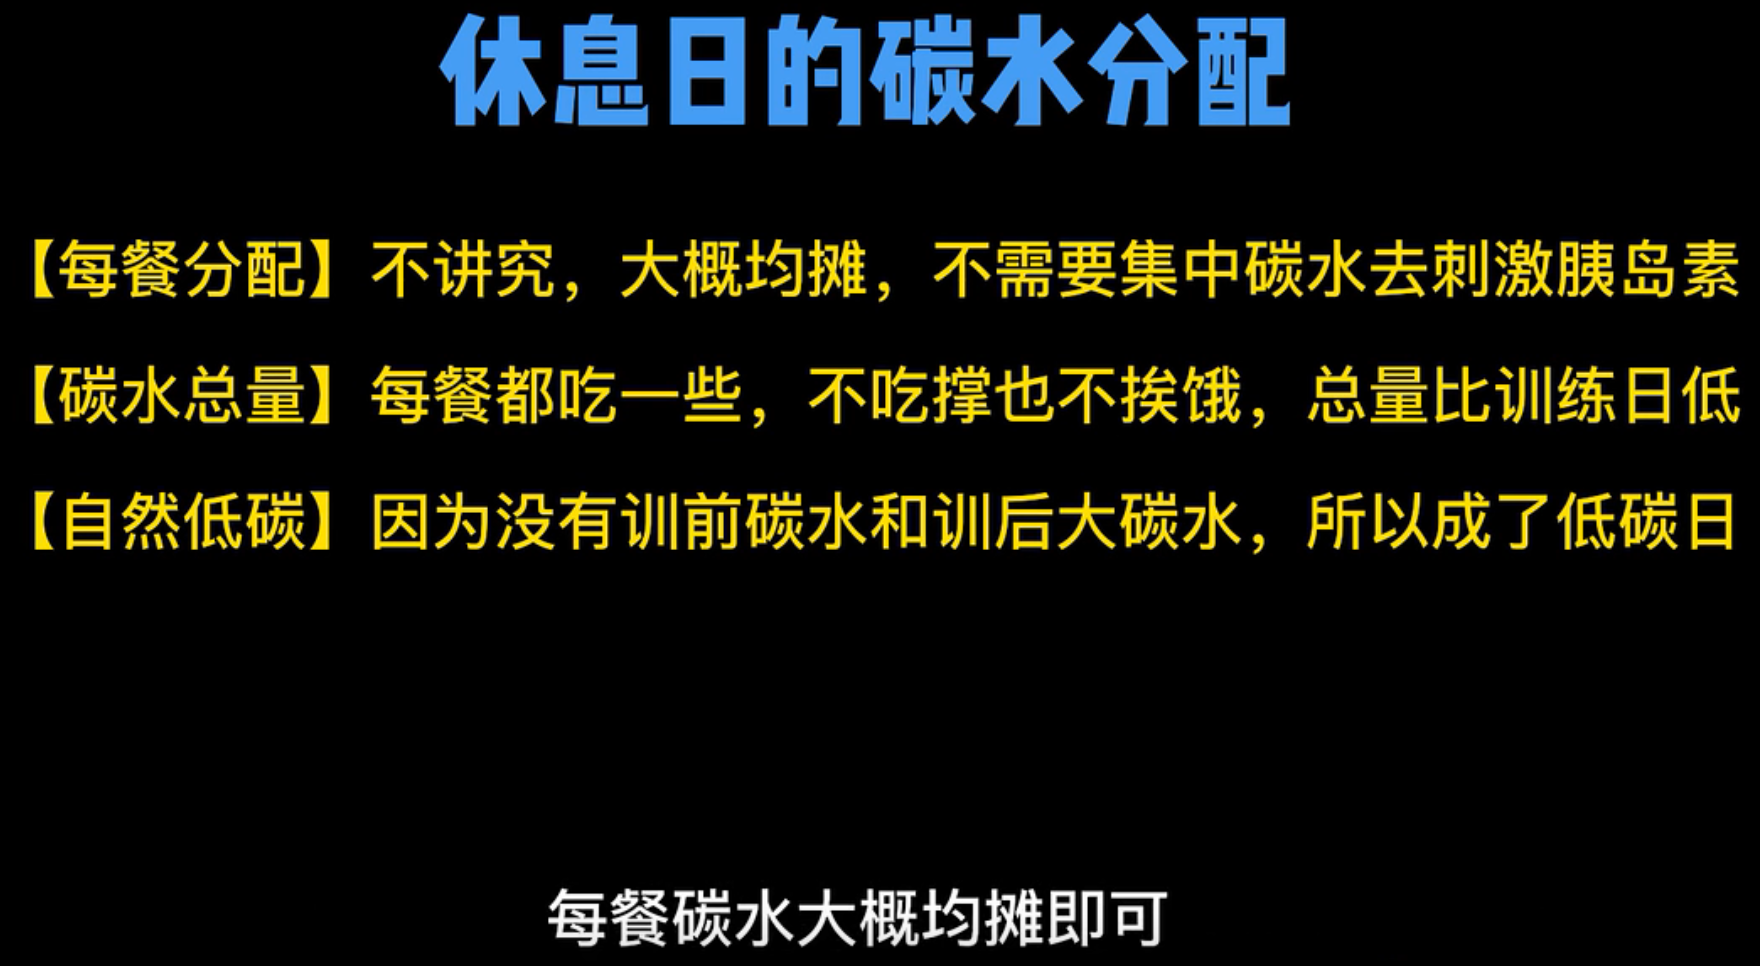 休息日的碳水分配
【每餐分配】不讲究，大概均摊，不需要集中碳水去刺激胰岛素
【碳水总量】每餐都吃一些，不吃撑也不挨饿，总量比训练日低
【自然低碳】因为没有训前碳水和训后大碳水，所以成了低碳日
每餐碳水大概均摊即可